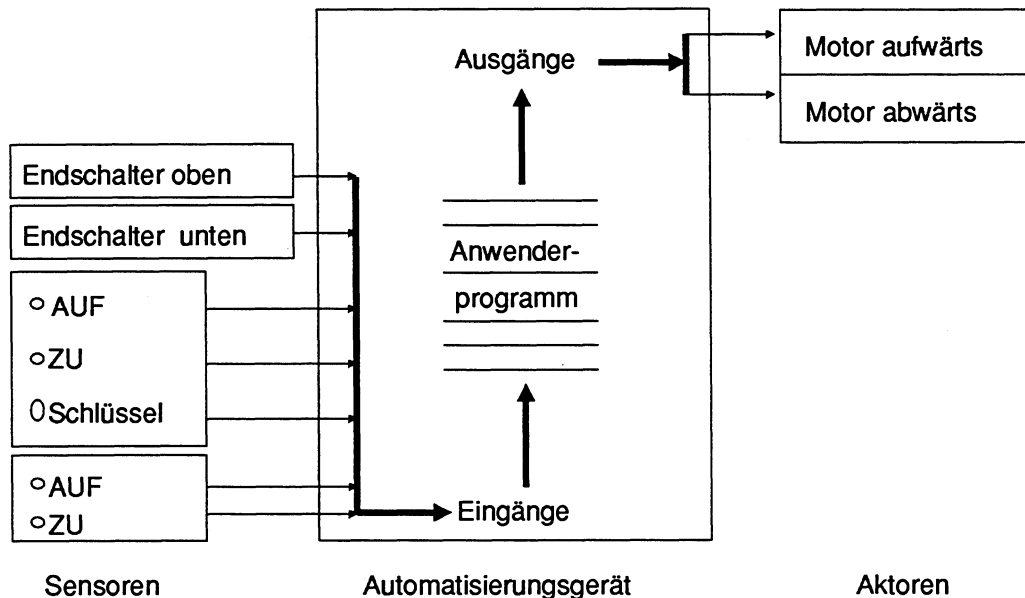 Endschalter oben
Endschalter unten
AUF
ZU
Schlüssel
AUF
ZU
Sensoren
Ausgänge
Anwender-
programm
Eingänge
Automatisierungsgerät
Motor aufwärts
Motor abwärts
Aktoren